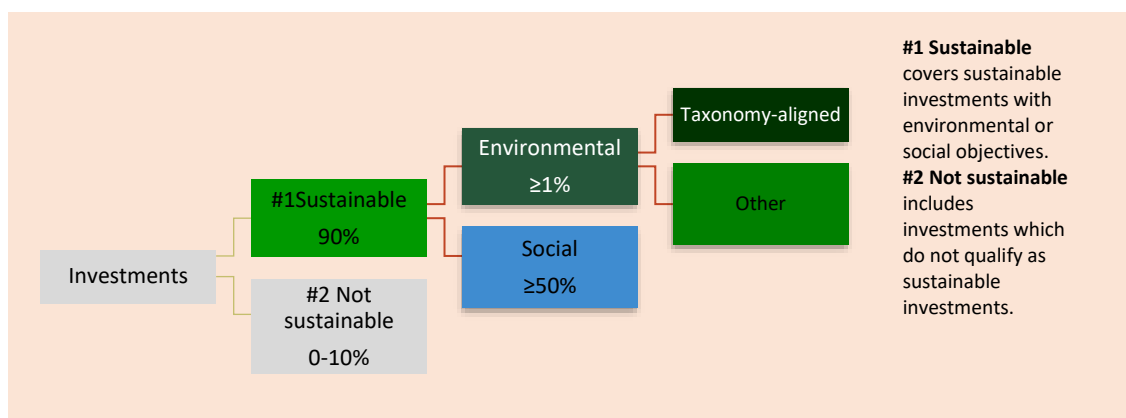 Investments
#1Sustainable
90%
#2 Not
sustainable
0-10%
Environmental
≥1%
Social
≥50%
Taxonomy-aligned
Other
#1 Sustainable
covers sustainable
investments with
environmental or
social objectives.
#2 Not sustainable
includes
investments which
do not qualify as
sustainable
investments.